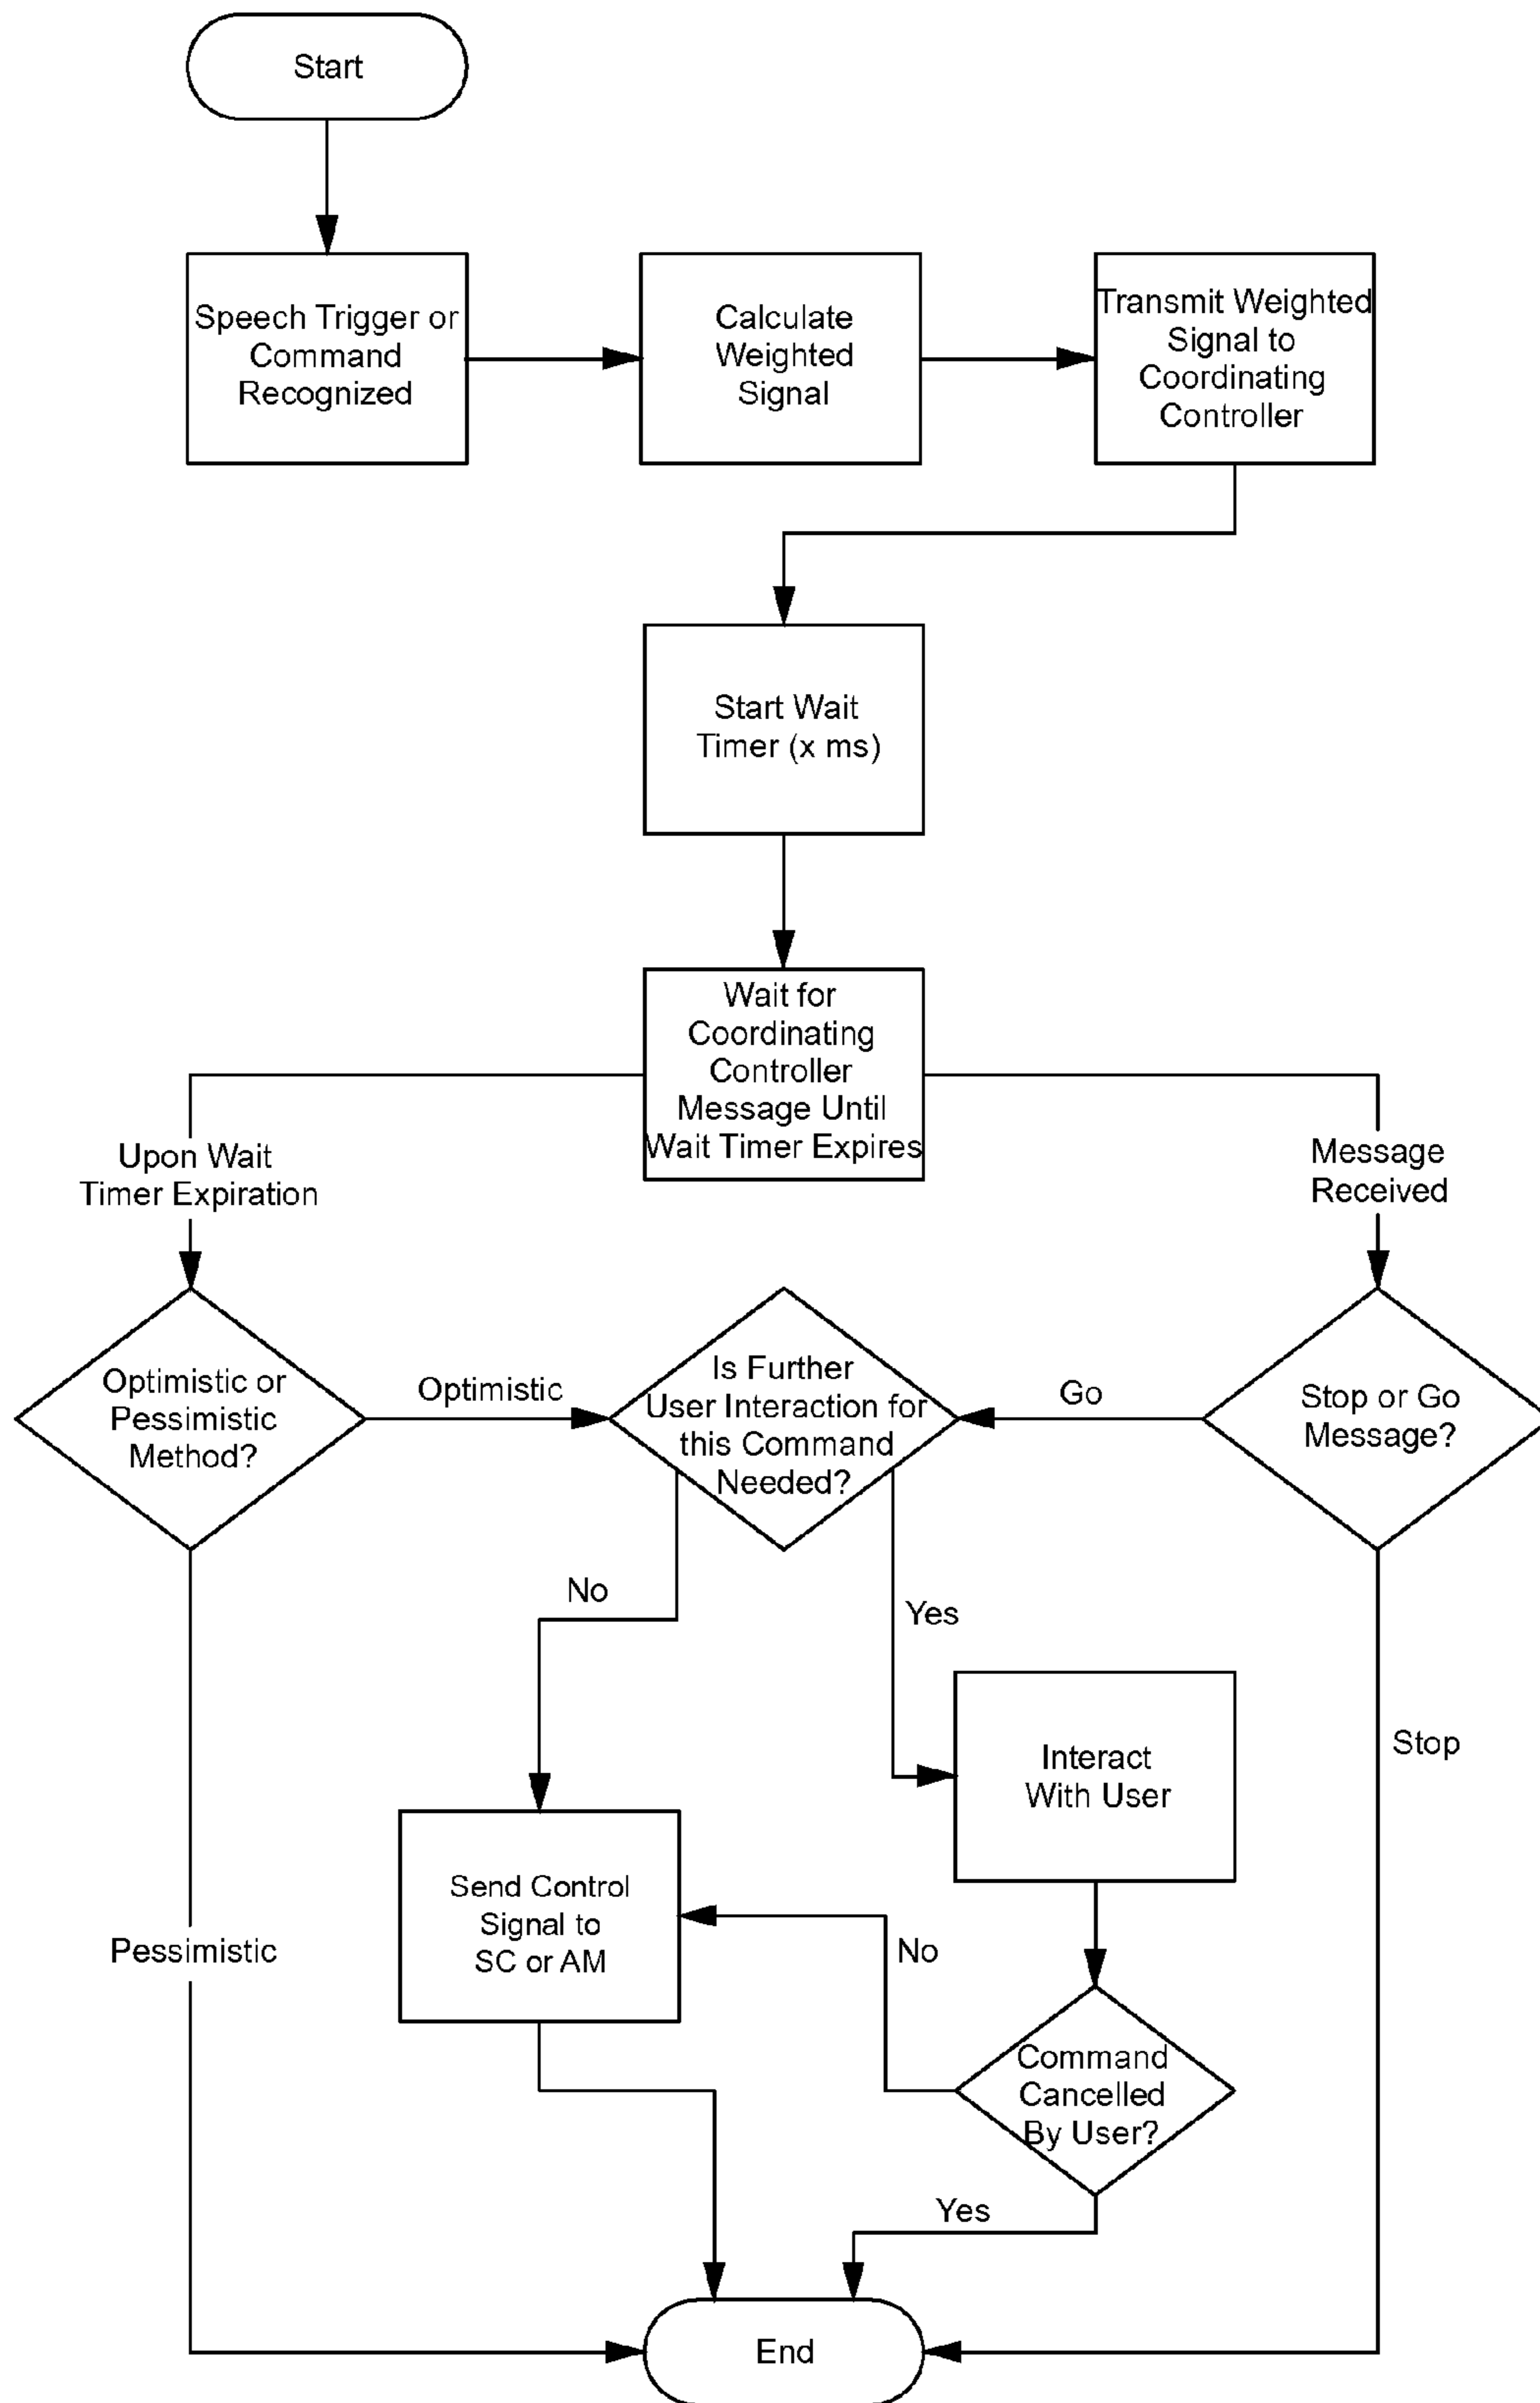 Start
Speech Trigger or
Command
Recognized
Calculate
Weighted
Signal
Transmit Weighted
Signal to
Coordinating
Controller
Start Wait
Timer (x ms)
Wait for
Coordinating
Controller
Message Until
Wait Timer Expires
Upon Wait
Timer Expiration
Message
Received
Optimistic or
Pessimistic
Method?
Optimistic
Is Further
User Interaction for
this Command
Needed?
Go
Stop or Go
Message?
No
Yes
Interact
With User
Stop
Send Control
Signal to
SC or AM
No
Pessimistic
Command
Cancelled
By User?
Yes
End